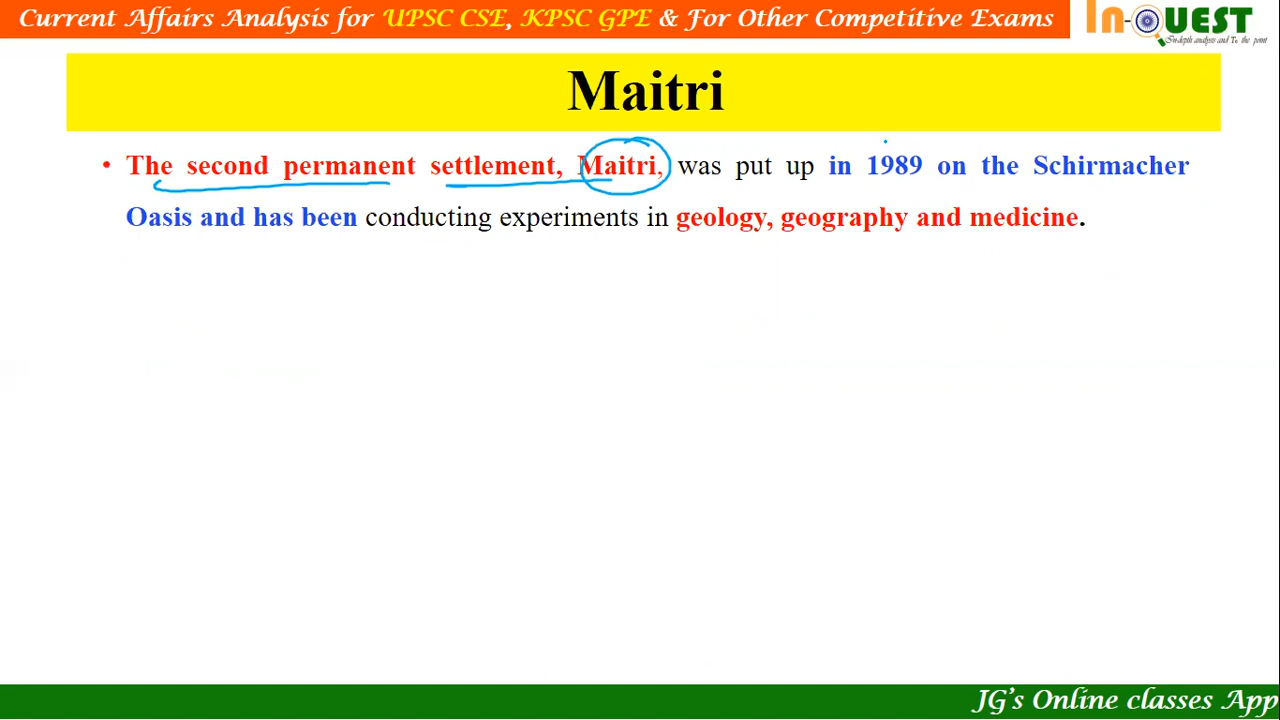 Current Affairs Analysis for UPSC CSE, KPSC GPE & For Other Competitive Exams
In-QUEST
In-depth analysis and To the point
Maitri
• The second permanent settlement, Maitri, was put up in 1989 on the Schirmacher
Oasis and has been conducting experiments in geology, geography and medicine.
JG's Online classes App